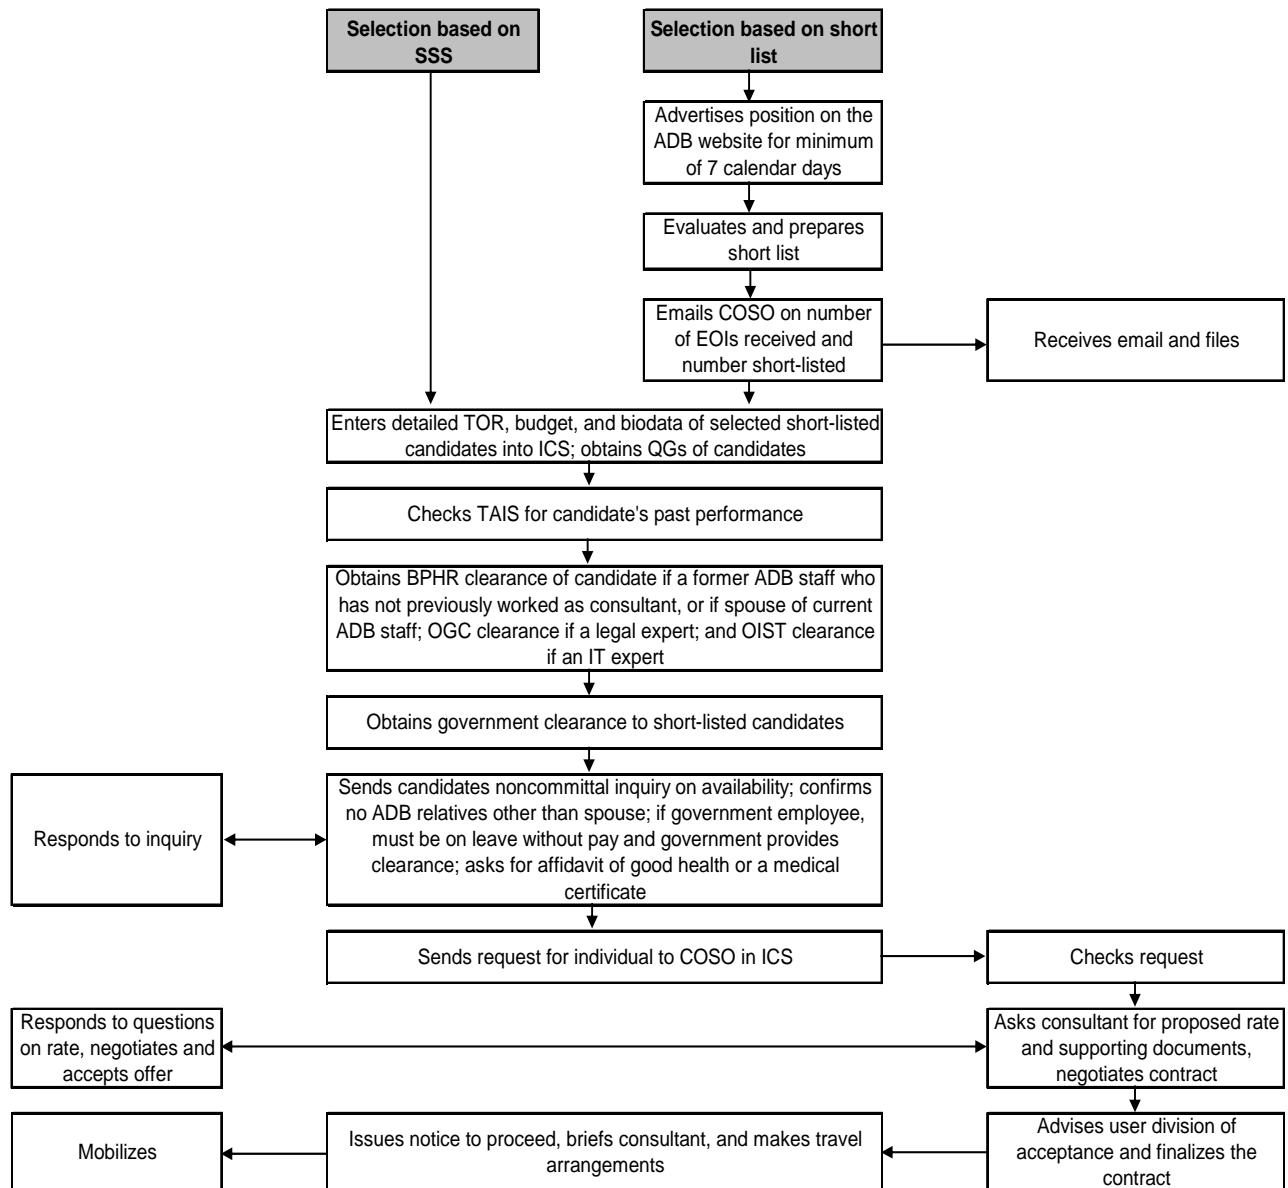 Selection based on
SSS
Selection based on short
list
Advertises position on the
ADB website for minimum
of 7 calendar days
Evaluates and prepares
short list
Emails COSO on number
of EOIs received and
number short-listed
Receives email and files
Enters detailed TOR, budget, and biodata of selected short-listed
candidates into ICS; obtains QGs of candidates
Checks TAIS for candidate's past performance
Obtains BPHR clearance of candidate if a former ADB staff who
has not previously worked as consultant, or if spouse of current
ADB staff; OGC clearance if a legal expert; and OIST clearance
if an IT expert
Obtains government clearance to short-listed candidates
Responds to inquiry
Sends candidates noncommittal inquiry on availability; confirms
no ADB relatives other than spouse; if government employee,
must be on leave without pay and government provides
clearance; asks for affidavit of good health or a medical
certificate
Sends request for individual to COSO in ICS
Checks request
Responds to questions
on rate, negotiates and
accepts offer
Asks consultant for proposed rate
and supporting documents,
negotiates contract
Mobilizes
Issues notice to proceed, briefs consultant, and makes travel
arrangements
Advises user division of
acceptance and finalizes the
contract